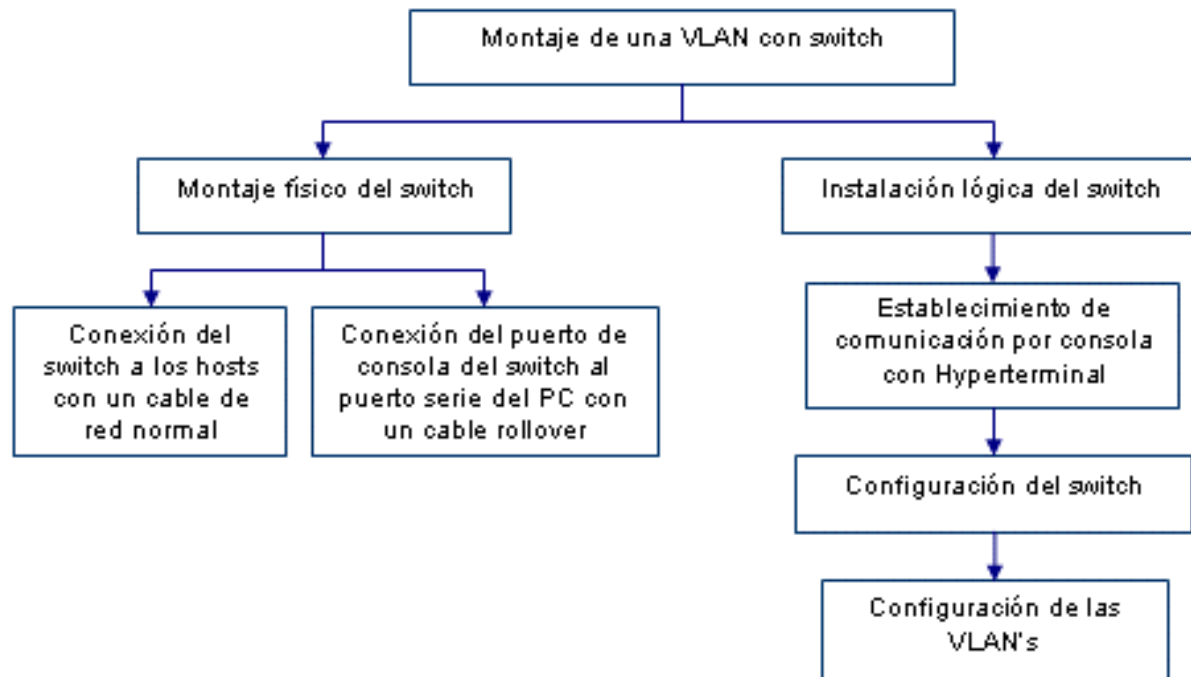 Montaje de una VLAN con switch
Montaje físico del switch
Instalación lógica del switch
Conexión del
switch a los hosts
con un cable de
red normal
Conexión del puerto de
consola del switch al
puerto serie del PC con
un cable rollover
Establecimiento de
comunicación por consola
con Hyperterminal
Configuración del switch
Configuración de las
VLAN's